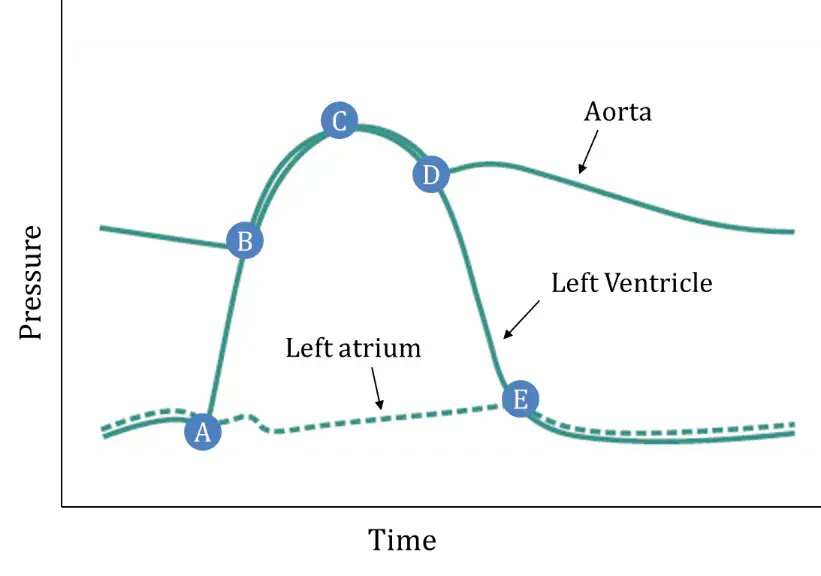 C
Aorta
D
B
Left Ventricle
Pressure
Left atrium
E
A
Time